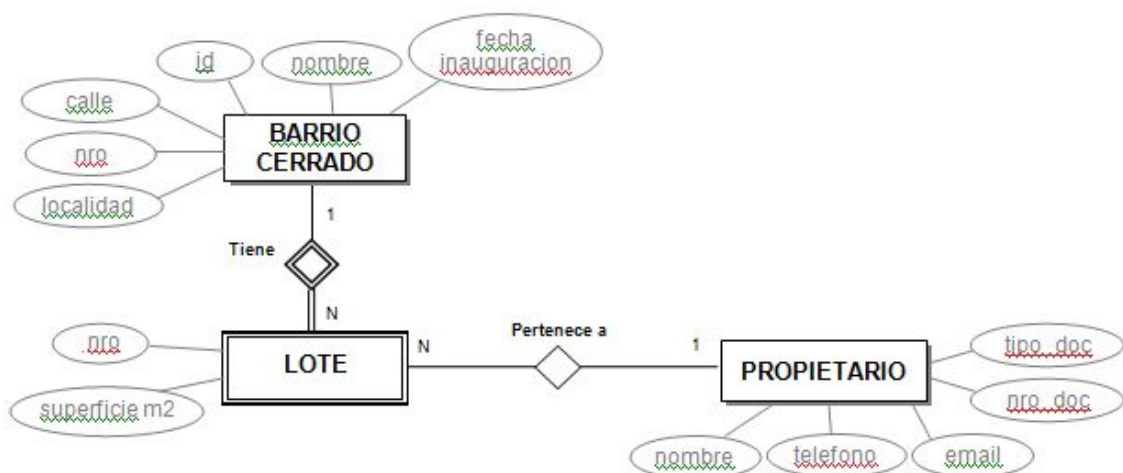 fecha
inauguracion
id
nombre
calle
BARRIO
CERRADO
nro
localidad
1
Tiene
N
nro
LOTE
superficie m2
N
Pertenece a
1
PROPIETARIO
tipo_doc
nro_doc
nombre
telefono
email